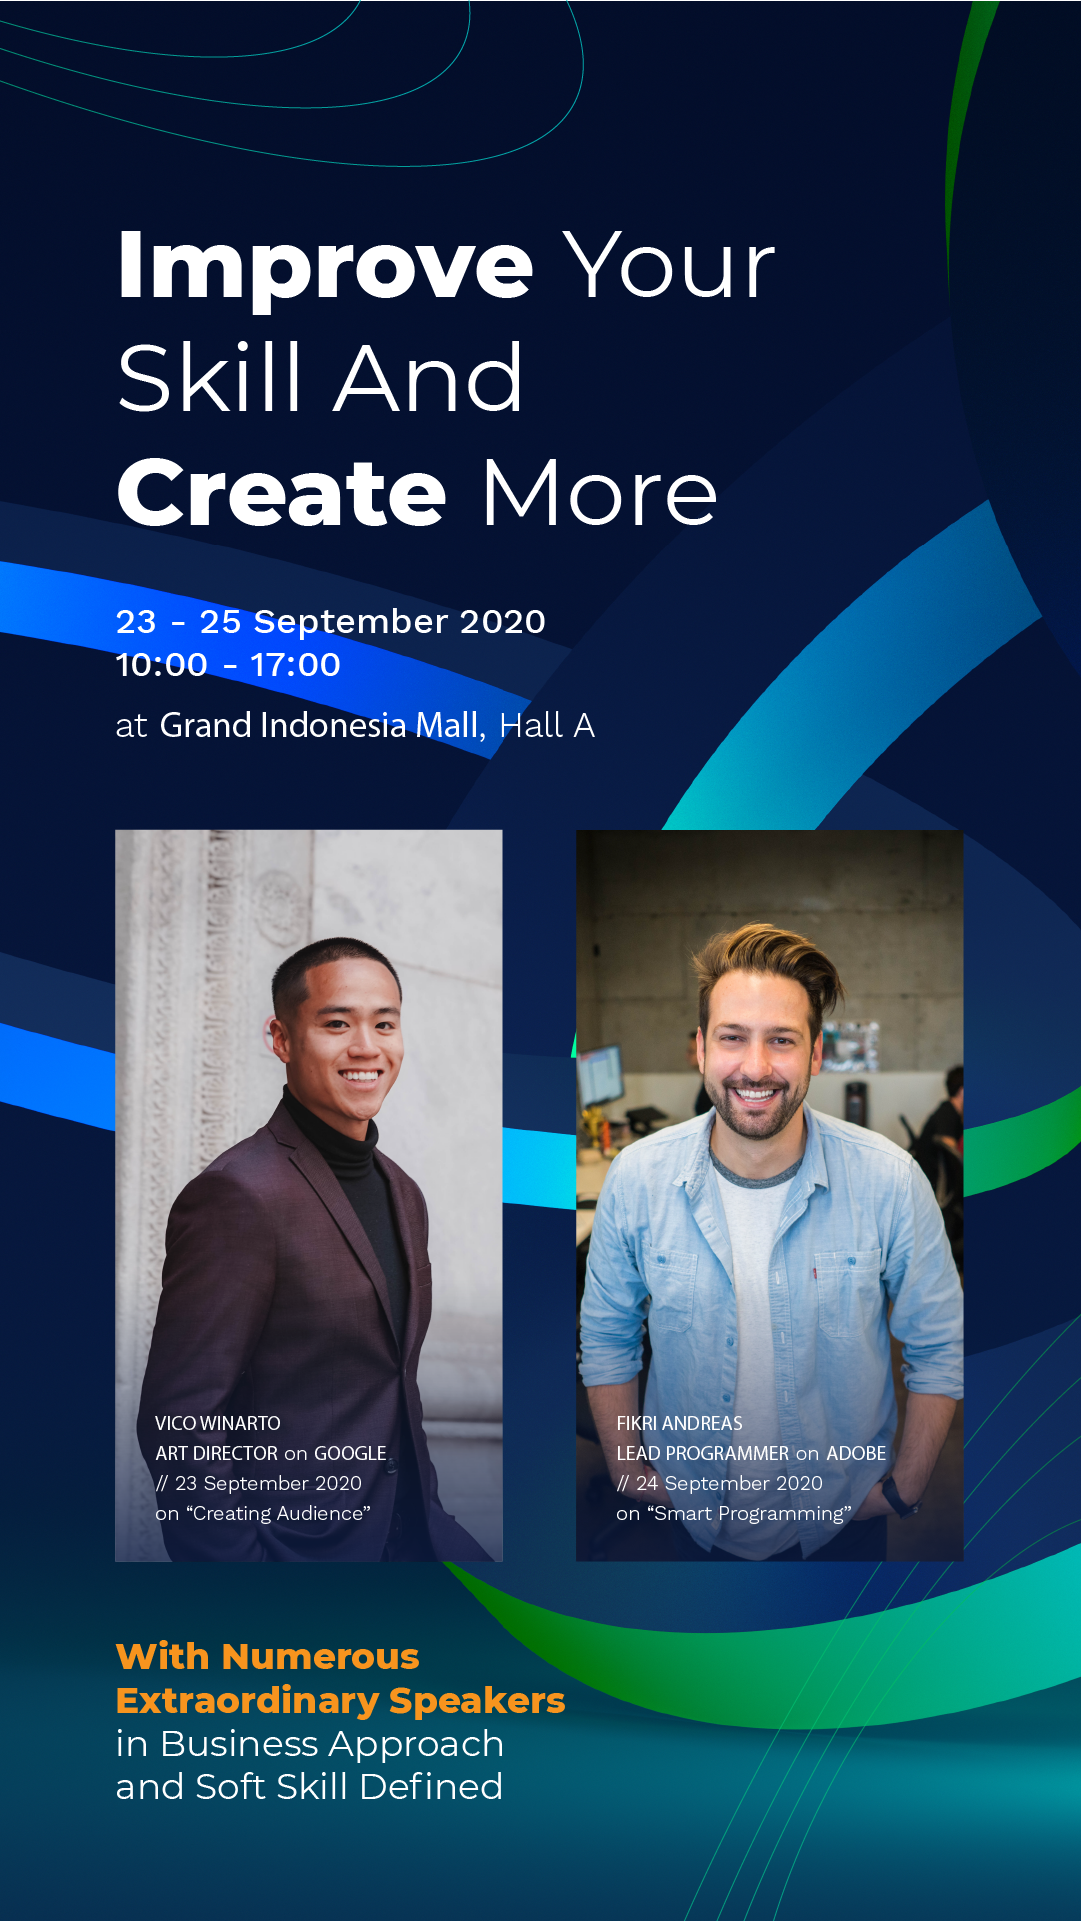 Improve Your
Skill And
Create More
23 - 25 September 2020
10:00 - 17:00
at Grand Indonesia Mall, Hall A
VICO WINARTO
ART DIRECTOR on GOOGLE
// 23 September 2020
on “Creating Audience”
FIKRI ANDREAS
LEAD PROGRAMMER on ADOBE
// 24 September 2020
on “Smart Programming”
With Numerous
Extraordinary Speakers
in Business Approach
and Soft Skill Defined